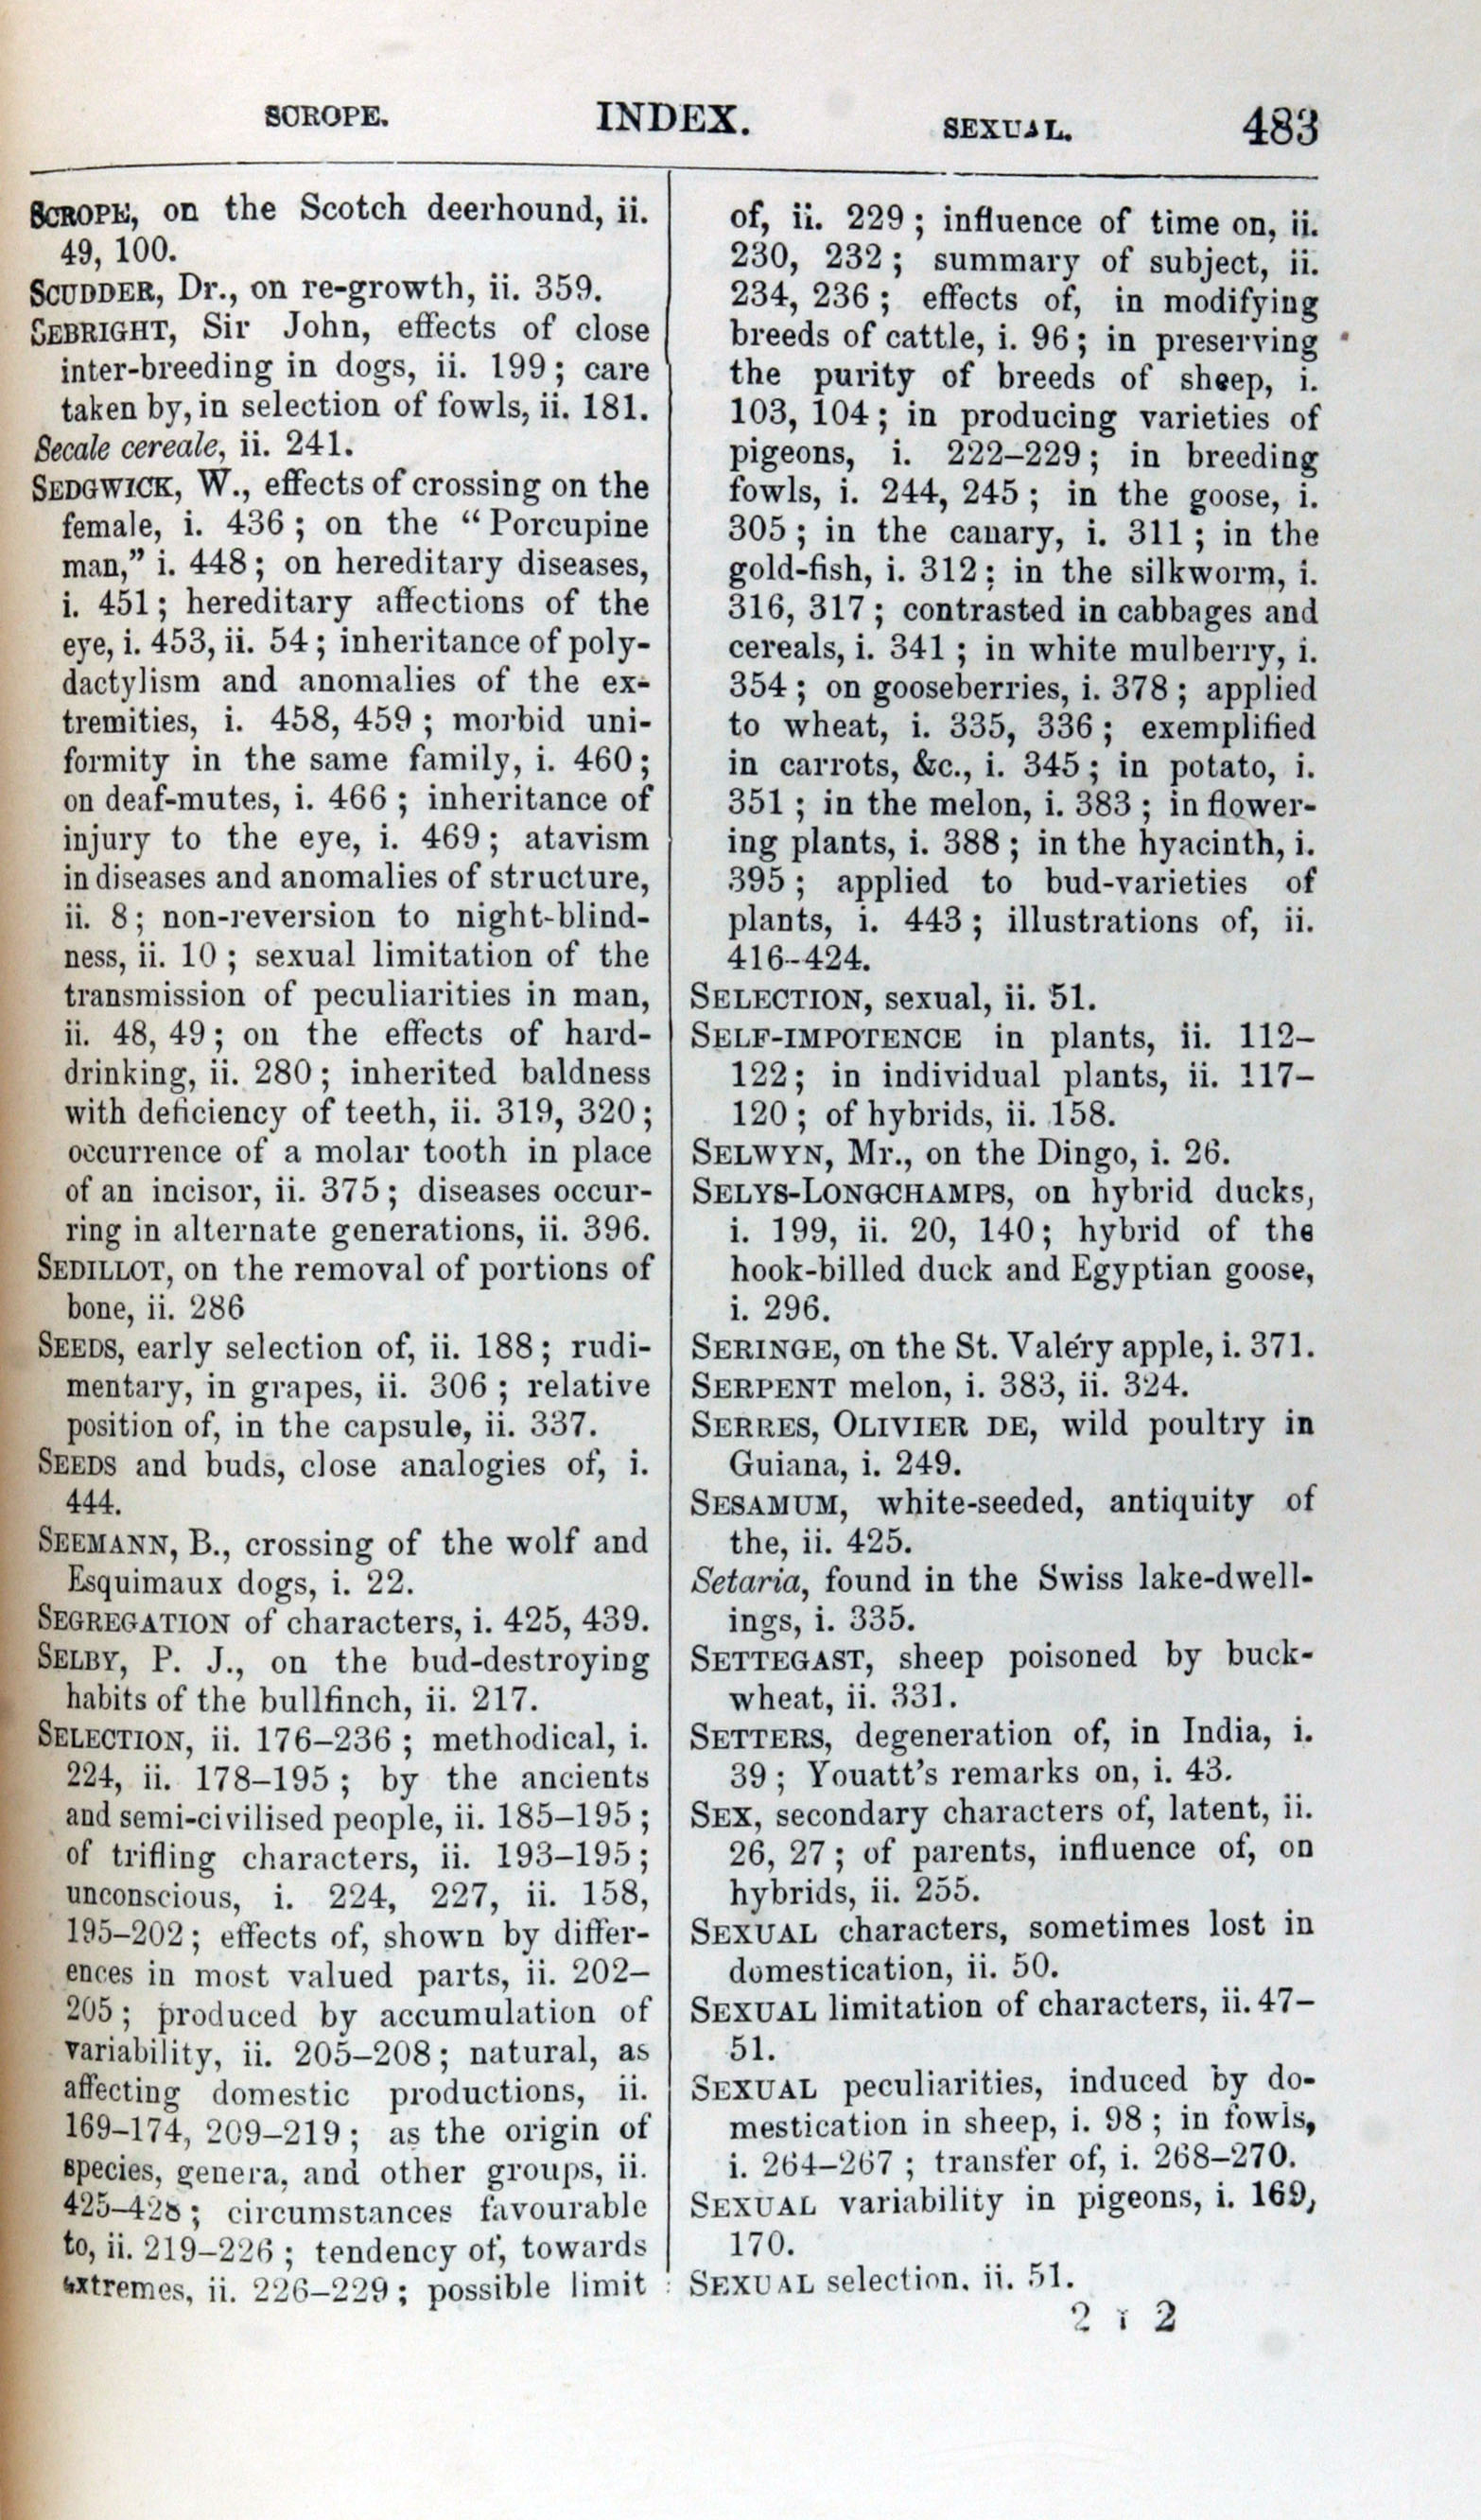 SCROPE.
INDEX.
SEXUAL.
483
SCROPE, on the Scotch deerhound, ii.
49, 100.
SCUDDER, Dr., on re-growth, ii. 359.
SEBRIGHT, Sir John, effects of close
inter-breeding in dogs, ii. 199; care
taken by, in selection of fowls, ii. 181.
Secale cereale, ii. 241.
SEDGWICK, W., effects of crossing on the
female, i. 436; on the “Porcupine
man,” i. 448; on hereditary diseases,
i. 451; hereditary affections of the
eye, i. 453, ii. 54; inheritance of poly-
dactylism and anomalies of the ex-
tremities, i. 458, 459; morbid uni-
formity in the same family, i. 460;
on deaf-mutes, i. 466; inheritance of
injury to the eye, i. 469; atavism
in diseases and anomalies of structure,
ii. 8; non-reversion to night-blind-
ness, ii. 10; sexual limitation of the
transmission of peculiarities in man,
ii. 48, 49; on the effects of hard-
drinking, ii. 280; inherited baldness
with deficiency of teeth, ii. 319, 320;
occurrence of a molar tooth in place
of an incisor, ii. 375; diseases occur-
ring in alternate generations, ii. 396.
SEDILLOT, on the removal of portions of
bone, ii. 286
SEEDS, early selection of, ii. 188; rudi-
mentary, in grapes, ii. 306; relative
position of, in the capsule, ii. 337.
SEEDS and buds, close analogies of, i.
444.
SEEMANN, B., crossing of the wolf and
Esquimaux dogs, i. 22.
SEGREGATION of characters, i. 425, 439.
SELBY, P. J., on the bud-destroying
habits of the bullfinch, ii. 217.
SELECTION, ii. 176–236; methodical, i.
224, ii. 178–195; by the ancients
and semi-civilised people, ii. 185–195;
of trifling characters, ii. 193–195;
unconscious, i. 224, 227, ii. 158,
195–202; effects of, shown by differ-
ences in most valued parts, ii. 202–
205; produced by accumulation of
variability, ii. 205–208; natural, as
affecting domestic productions, ii.
169–174, 209–219; as the origin of
species, genera, and other groups, ii.
425–428; circumstances favourable
to, ii. 219–226; tendency of, towards
extremes, ii. 226–229; possible limit
of, ii. 229; influence of time on, ii.
230, 232; summary of subject, ii.
234, 236; effects of, in modifying
breeds of cattle, i. 96; in preserving
the purity of breeds of sheep, i.
103, 104; in producing varieties of
pigeons, i. 222–229; in breeding
fowls, i. 244, 245; in the goose, i.
305; in the canary, i. 311; in the
gold-fish, i. 312; in the silkworm, i.
316, 317; contrasted in cabbages and
cereals, i. 341; in white mulberry, i.
354; on gooseberries, i. 378; applied
to wheat, i. 335, 336; exemplified
in carrots, &c., i. 345; in potato, i.
351; in the melon, i. 383; in flower-
ing plants, i. 388; in the hyacinth, i.
395; applied to bud-varieties of
plants, i. 443; illustrations of, ii.
416–424.
SELECTION, sexual, ii. 51.
SELF-IMPOTENCE in plants, ii. 112–
122; in individual plants, ii. 117–
120; of hybrids, ii. 158.
SELWYN, Mr., on the Dingo, i. 26.
SELYS-LONGCHAMPS, on hybrid ducks,
i. 199, ii. 20, 140; hybrid of the
hook-billed duck and Egyptian goose,
i. 296.
SERINGE, on the St. Valéry apple, i. 371.
SERPENT melon, i. 383, ii. 324.
SERRES, OLIVIER DE, wild poultry in
Guiana, i. 249.
SESAMUM, white-seeded, antiquity of
the, ii. 425.
Setaria, found in the Swiss lake-dwell-
ings, i. 335.
SETTEGAST, sheep poisoned by buck-
wheat, ii. 331.
SETTERS, degeneration of, in India, i.
39; Youatt’s remarks on, i. 43.
SEX, secondary characters of, latent, ii.
26, 27; of parents, influence of, on
hybrids, ii. 255.
SEXUAL characters, sometimes lost in
domestication, ii. 50.
SEXUAL limitation of characters, ii. 47–
51.
SEXUAL peculiarities, induced by do-
mestication in sheep, i. 98; in fowls,
i. 264–267; transfer of, i. 268–270.
SEXUAL variability in pigeons, i. 169,
170.
SEXUAL selection, ii. 51.
2 I 2